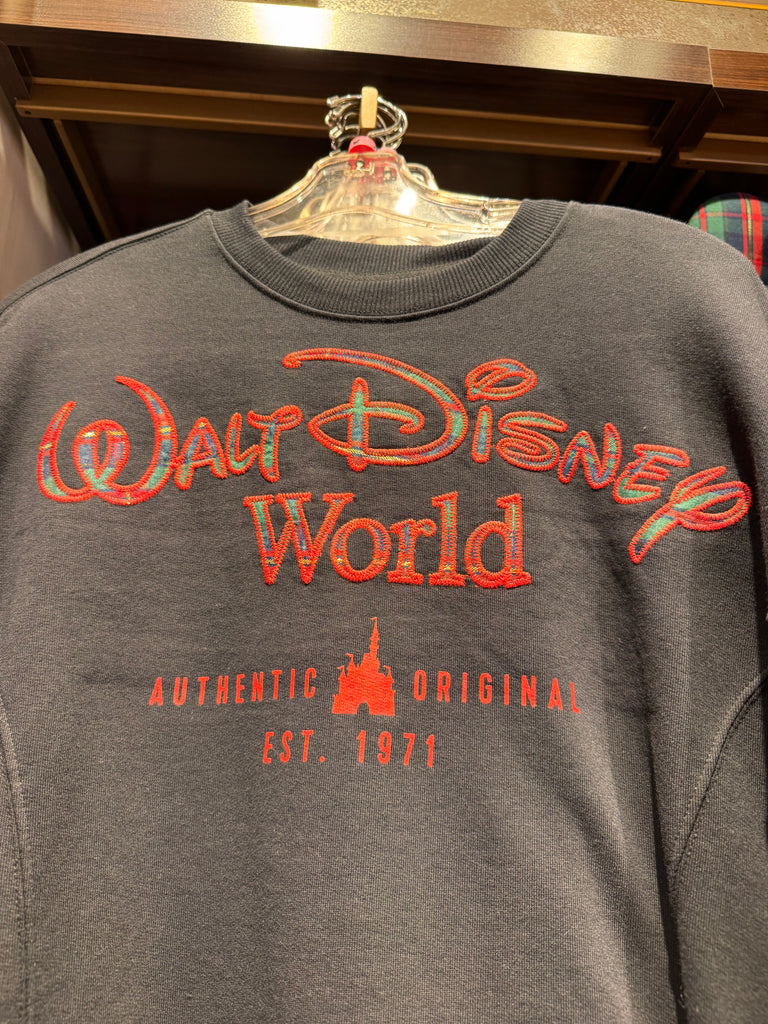 Walt Disney
World
AUTHENTIC ORIGINAL
EST. 1971